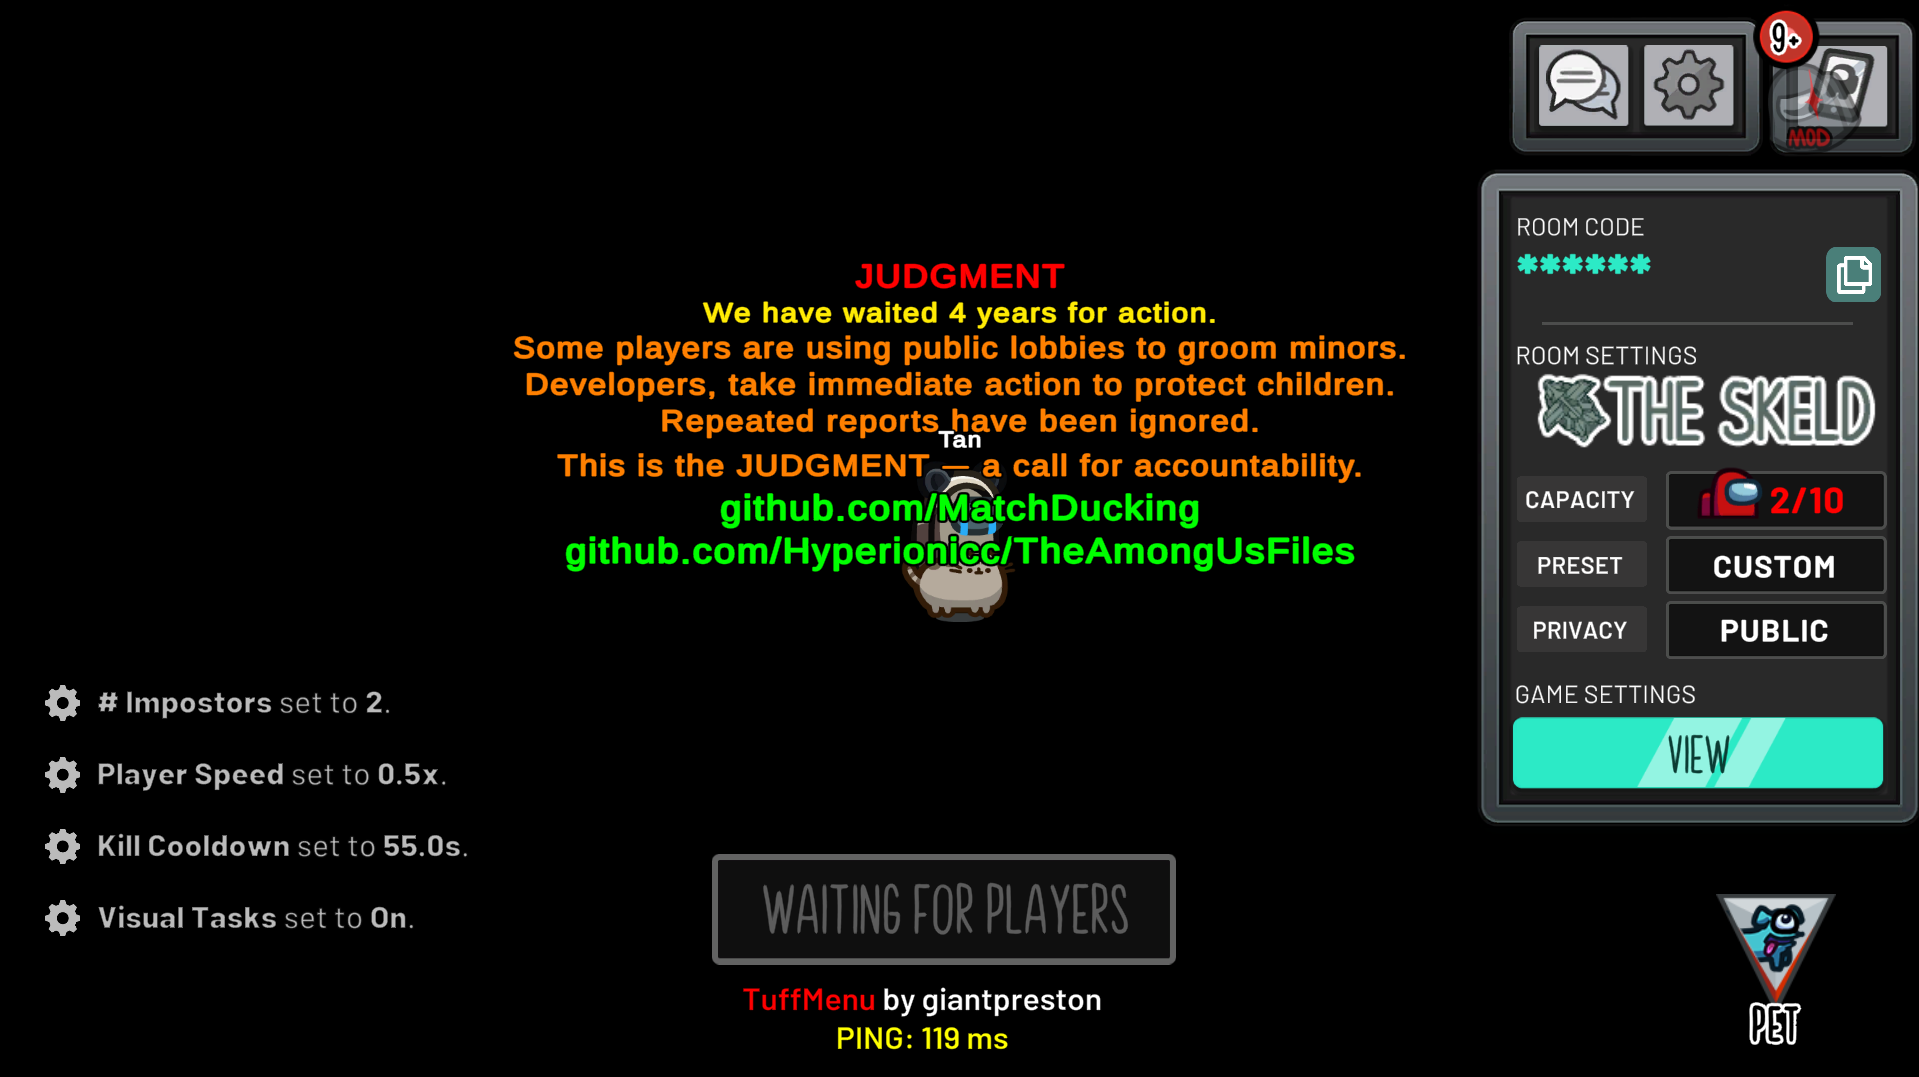 9+
MOD
ROOM CODE
******
JUDGMENT
We have waited 4 years for action.
Some players are using public lobbies to groom minors.
Developers, take immediate action to protect children.
Repeated reports have been ignored.
Tan
This is the JUDGMENT — a call for accountability.
github.com/MatchDucking
github.com/Hyperionicc/TheAmongUsFiles
ROOM SETTINGS
THE SKELD
CAPACITY 2/10
PRESET CUSTOM
PRIVACY PUBLIC
GAME SETTINGS
VIEW
# Impostors set to 2.
Player Speed set to 0.5x.
Kill Cooldown set to 55.0s.
Visual Tasks set to On.
WAITING FOR PLAYERS
TuffMenu by giantpreston
PING: 119 ms
PET